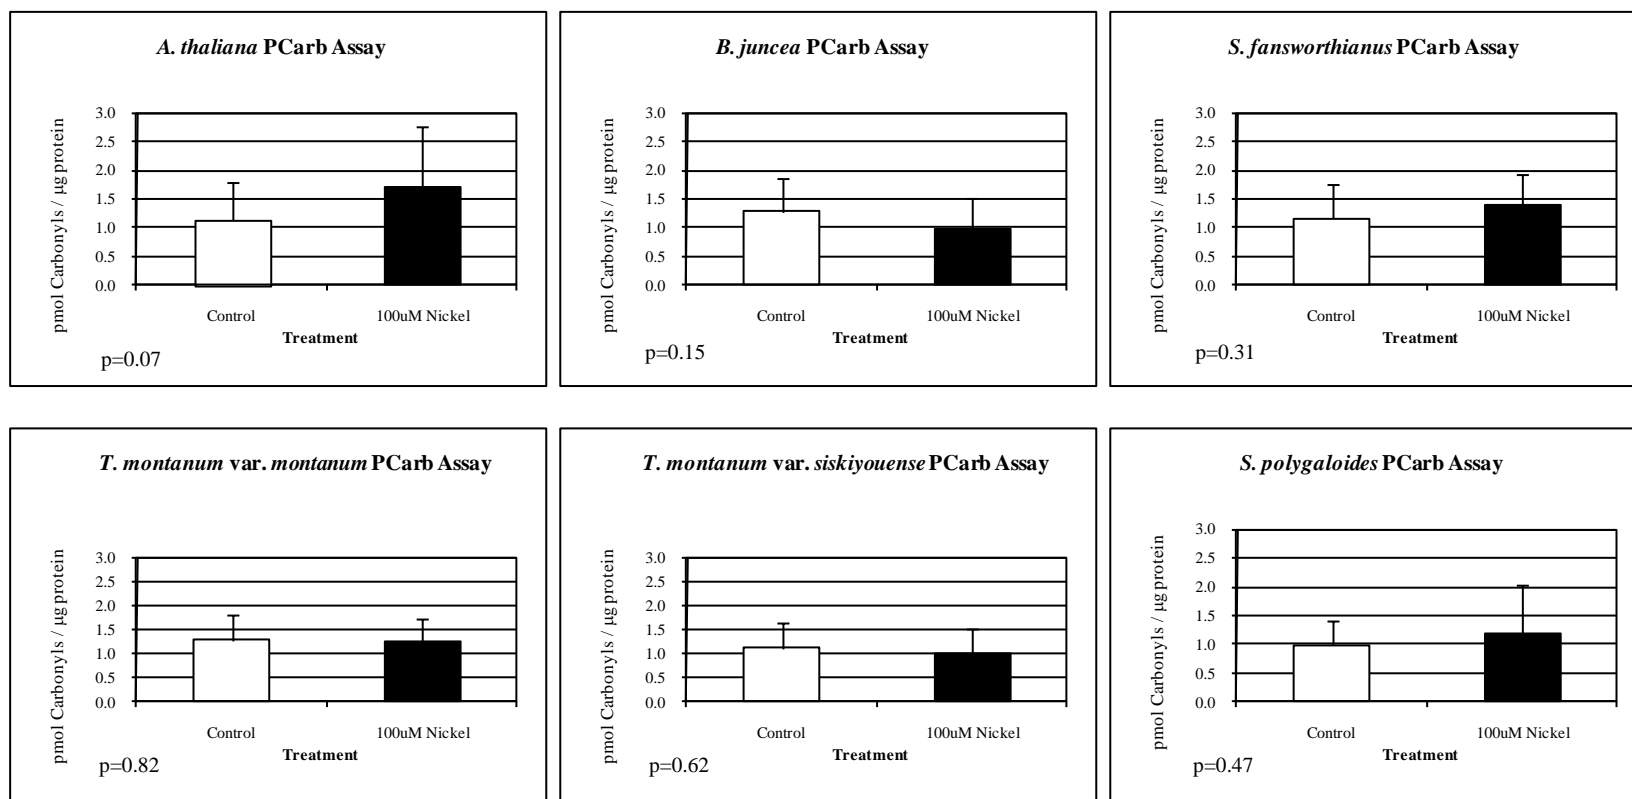 A. thaliana PCarb Assay
pmol Carbonyls / µg protein
3.0
2.5
2.0
1.5
1.0
0.5
0.0
Control 100uM Nickel
Treatment
p=0.07
B. juncea PCarb Assay
pmol Carbonyls / µg protein
3.0
2.5
2.0
1.5
1.0
0.5
0.0
Control 100uM Nickel
Treatment
p=0.15
S. fansworthianus PCarb Assay
pmol Carbonyls / µg protein
3.0
2.5
2.0
1.5
1.0
0.5
0.0
Control 100uM Nickel
Treatment
p=0.31
T. montanum var. montanum PCarb Assay
pmol Carbonyls / µg protein
3.0
2.5
2.0
1.5
1.0
0.5
0.0
Control 100uM Nickel
Treatment
p=0.82
T. montanum var. siskiyouense PCarb Assay
pmol Carbonyls / µg protein
3.0
2.5
2.0
1.5
1.0
0.5
0.0
Control 100uM Nickel
Treatment
p=0.62
S. polygaloides PCarb Assay
pmol Carbonyls / µg protein
3.0
2.5
2.0
1.5
1.0
0.5
0.0
Control 100uM Nickel
Treatment
p=0.47